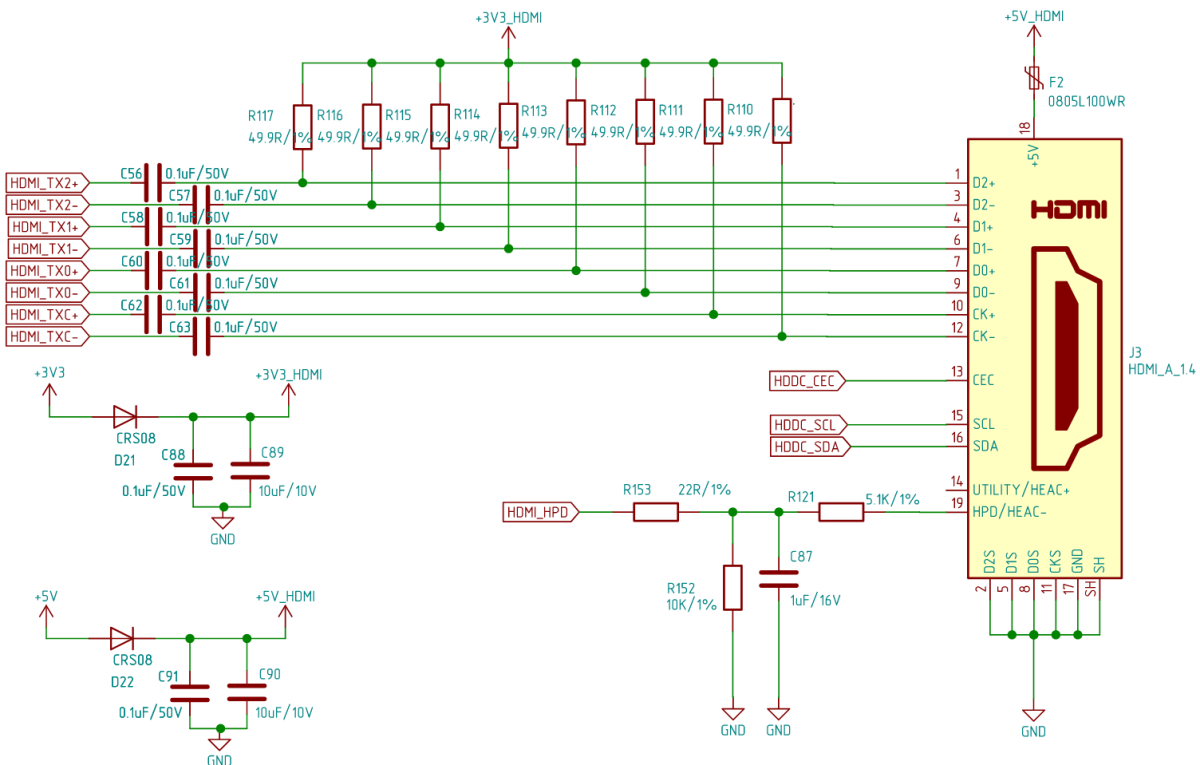 +3V3_HDMI
+5V_HDMI
F2
0805L100WR
18
+5V
R117
49.9R/1%
R116
49.9R/1%
R115
49.9R/1%
R114
49.9R/1%
R113
49.9R/1%
R112
49.9R/1%
R111
49.9R/1%
R110
49.9R/1%
HDMI_TX2+
C56
0.1uF/50V
1
D2+
HDMI_TX2-
C57
0.1uF/50V
3
D2-
HDMI_TX1+
C58
0.1uF/50V
4
D1+
HDMI_TX1-
C59
0.1uF/50V
6
D1-
HDMI_TX0+
C60
0.1uF/50V
7
D0+
HDMI_TX0-
C61
0.1uF/50V
9
D0-
HDMI_TXC+
C62
0.1uF/50V
10
CK+
HDMI_TXC-
C63
0.1uF/50V
12
CK-
HDMI
J3
HDMI_A_1.4
HDDC_CEC
13
CEC
HDDC_SCL
15
SCL
HDDC_SDA
16
SDA
14
UTILITY/HEAC+
19
HPD/HEAC-
D2S
D1S
D0S
CKS
GND
SH
2
5
8
11
17
SH
GND
+3V3
+3V3_HDMI
CRS08
D21
C88
0.1uF/50V
C89
10uF/10V
GND
HDMI_HPD
R153
22R/1%
R121
5.1K/1%
R152
10K/1%
C87
1uF/16V
GND
GND
+5V
+5V_HDMI
CRS08
D22
C91
0.1uF/50V
C90
10uF/10V
GND